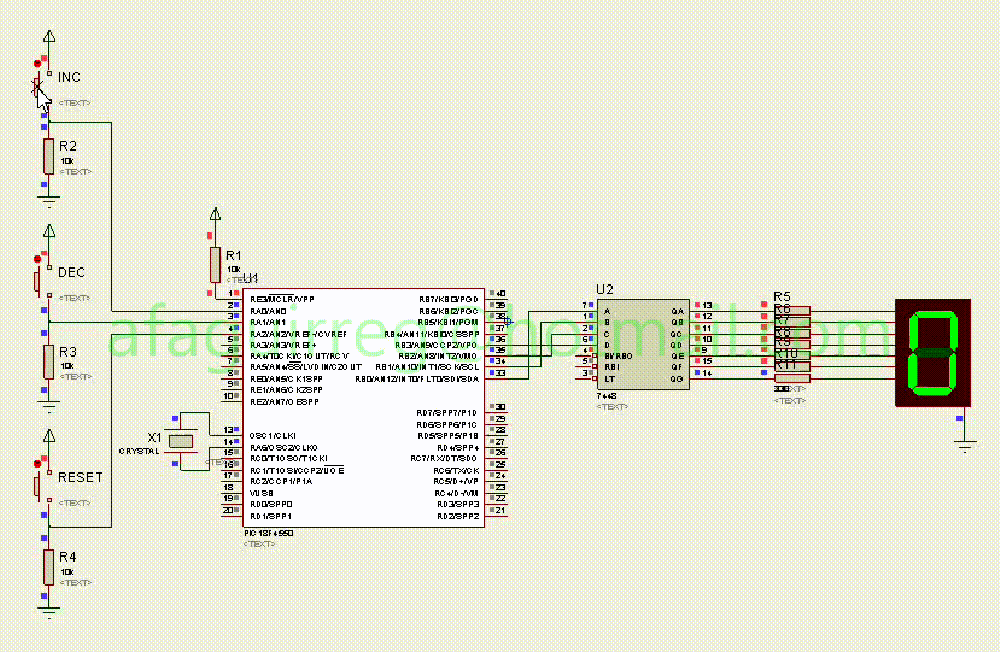 INC
<TEXT>
R2
10k
<TEXT>
DEC
<TEXT>
R3
10k
<TEXT>
RESET
<TEXT>
R4
10k
<TEXT>
R1
10k
<TEXT>
U1
X1
CRYSTAL
1 RE3/MCLR/VPP
2 RA0/AN0
3 RA1/AN1
4 RA2/AN2/VREF-/CVREF
5 RA3/AN3/VREF+
6 RA4/T0CKI/C1OUT/RCV
7 RA5/AN4/SS/LVDIN/C2OUT
8 RE0/AN5/CK1SPP
9 RE1/AN6/CK2SPP
10 RE2/AN7/OESPP
13 OSC1/CLKI
14 RA6/OSC2/CLKO
15 RC0/T1OSO/T1CKI
16 RC1/T1OSI/CCP2/UOE
17 RC2/CCP1/P1A
18 VUSB
19 RD0/SPP0
20 RD1/SPP1
RB7/KBI3/PGD 40
RB6/KBI2/PGC 39
RB5/KBI1/PGM 38
RB4/AN11/KBI0/CSSPP 37
RB3/AN9/CCP2/VPO 36
RB2/AN8/INT2/VMO 35
RB1/AN10/INT1/SCK/SCL 34
RB0/AN12/INT0/FLT0/SDI/SDA 33
RD7/SPP7/P1D 30
RD6/SPP6/P1C 29
RD5/SPP5/P1B 28
RD4/SPP4 27
RC7/RX/DT/SDO 26
RC6/TX/CK 25
RC5/D+/VP 24
RC4/D-/VM 23
RD3/SPP3 22
RD2/SPP2 21
PIC18F4550
<TEXT>
U2
7 A QA 13
1 B QB 12
2 C QC 11
6 D QD 10
4 BI/RBO QE 9
5 RBI QF 15
3 LT QG 14
7448
<TEXT>
R5
R6
R7
R8
R9
R10
R11
330
<TEXT>
0